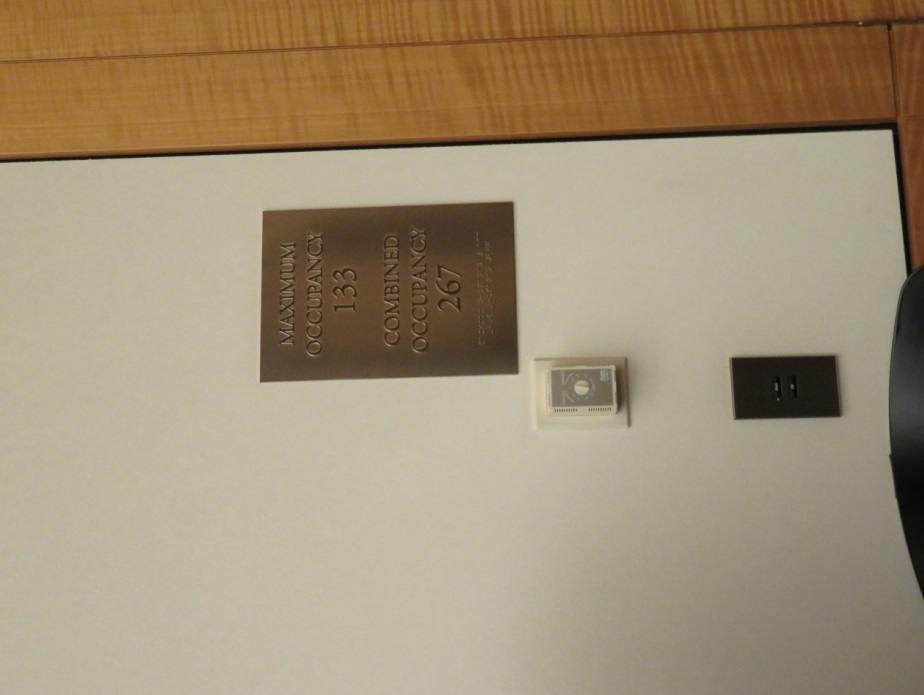 MAXIMUM
OCCUPANCY
133
COMBINED
OCCUPANCY
267